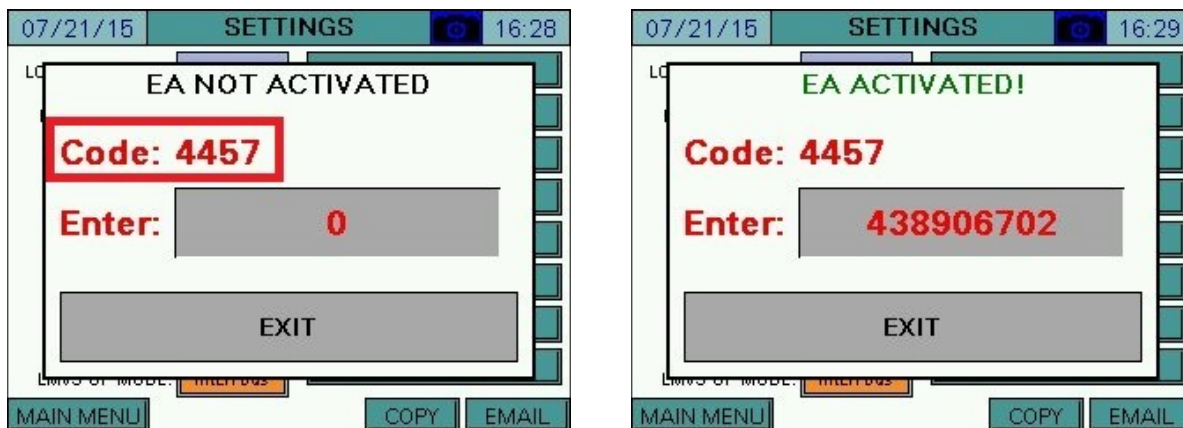 07/21/15 SETTINGS 16:28
EA NOT ACTIVATED
Code: 4457
Enter: 0
EXIT
MAIN MENU COPY EMAIL
07/21/15 SETTINGS 16:29
EA ACTIVATED!
Code: 4457
Enter: 438906702
EXIT
MAIN MENU COPY EMAIL